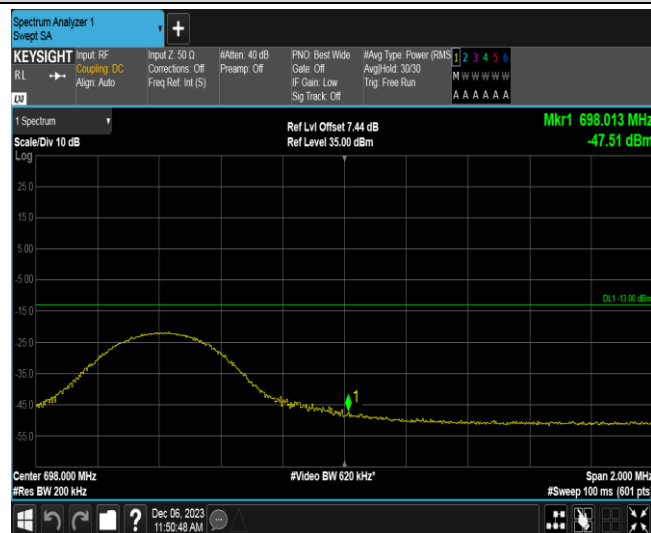 Spectrum Analyzer 1
Swept SA
+
KEYSIGHT
RL
LXI
Input: RF
Coupling: DC
Align: Auto
Input Z: 50 Ω
Corrections: Off
Freq Ref: Int (S)
#Atten: 40 dB
Preamp: Off
PNO: Best Wide
Gate: Off
IF Gain: Low
Sig Track: Off
#Avg Type: Power (RMS
Avg|Hold: 30/30
Trig: Free Run
1 2 3 4 5 6
M W W W W W
A A A A A A
1 Spectrum
Scale/Div 10 dB
Log
Ref Lvl Offset 7.44 dB
Ref Level 35.00 dBm
Mkr1 698.013 MHz
-47.51 dBm
25.0
15.0
5.00
-5.00
DL1 -13.00 dBm
-15.0
-25.0
-35.0
-45.0
1
-55.0
Center 698.000 MHz
#Res BW 200 kHz
#Video BW 620 kHz*
Span 2.000 MHz
#Sweep 100 ms (601 pts)
?
Dec 06, 2023
11:50:48 AM